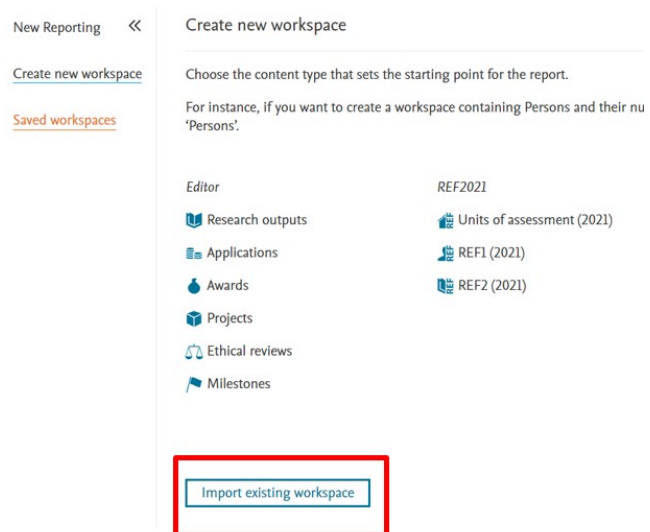 New Reporting
Create new workspace
Saved workspaces
Create new workspace
Choose the content type that sets the starting point for the report.
For instance, if you want to create a workspace containing Persons and their
'Persons'.
Editor
Research outputs
Applications
Awards
Projects
Ethical reviews
Milestones
REF2021
Units of assessment (2021)
REF1 (2021)
REF2 (2021)
Import existing workspace